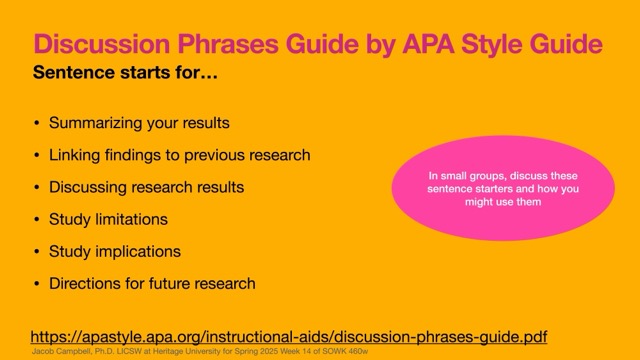 Discussion Phrases Guide by APA Style Guide
Sentence starts for…
• Summarizing your results
• Linking findings to previous research
• Discussing research results
• Study limitations
• Study implications
• Directions for future research
In small groups, discuss these
sentence starters and how you
might use them
https://apastyle.apa.org/instructional-aids/discussion-phrases-guide.pdf
Jacob Campbell, Ph.D. LICSW at Heritage University for Spring 2025 Week 14 of SOWK 460w